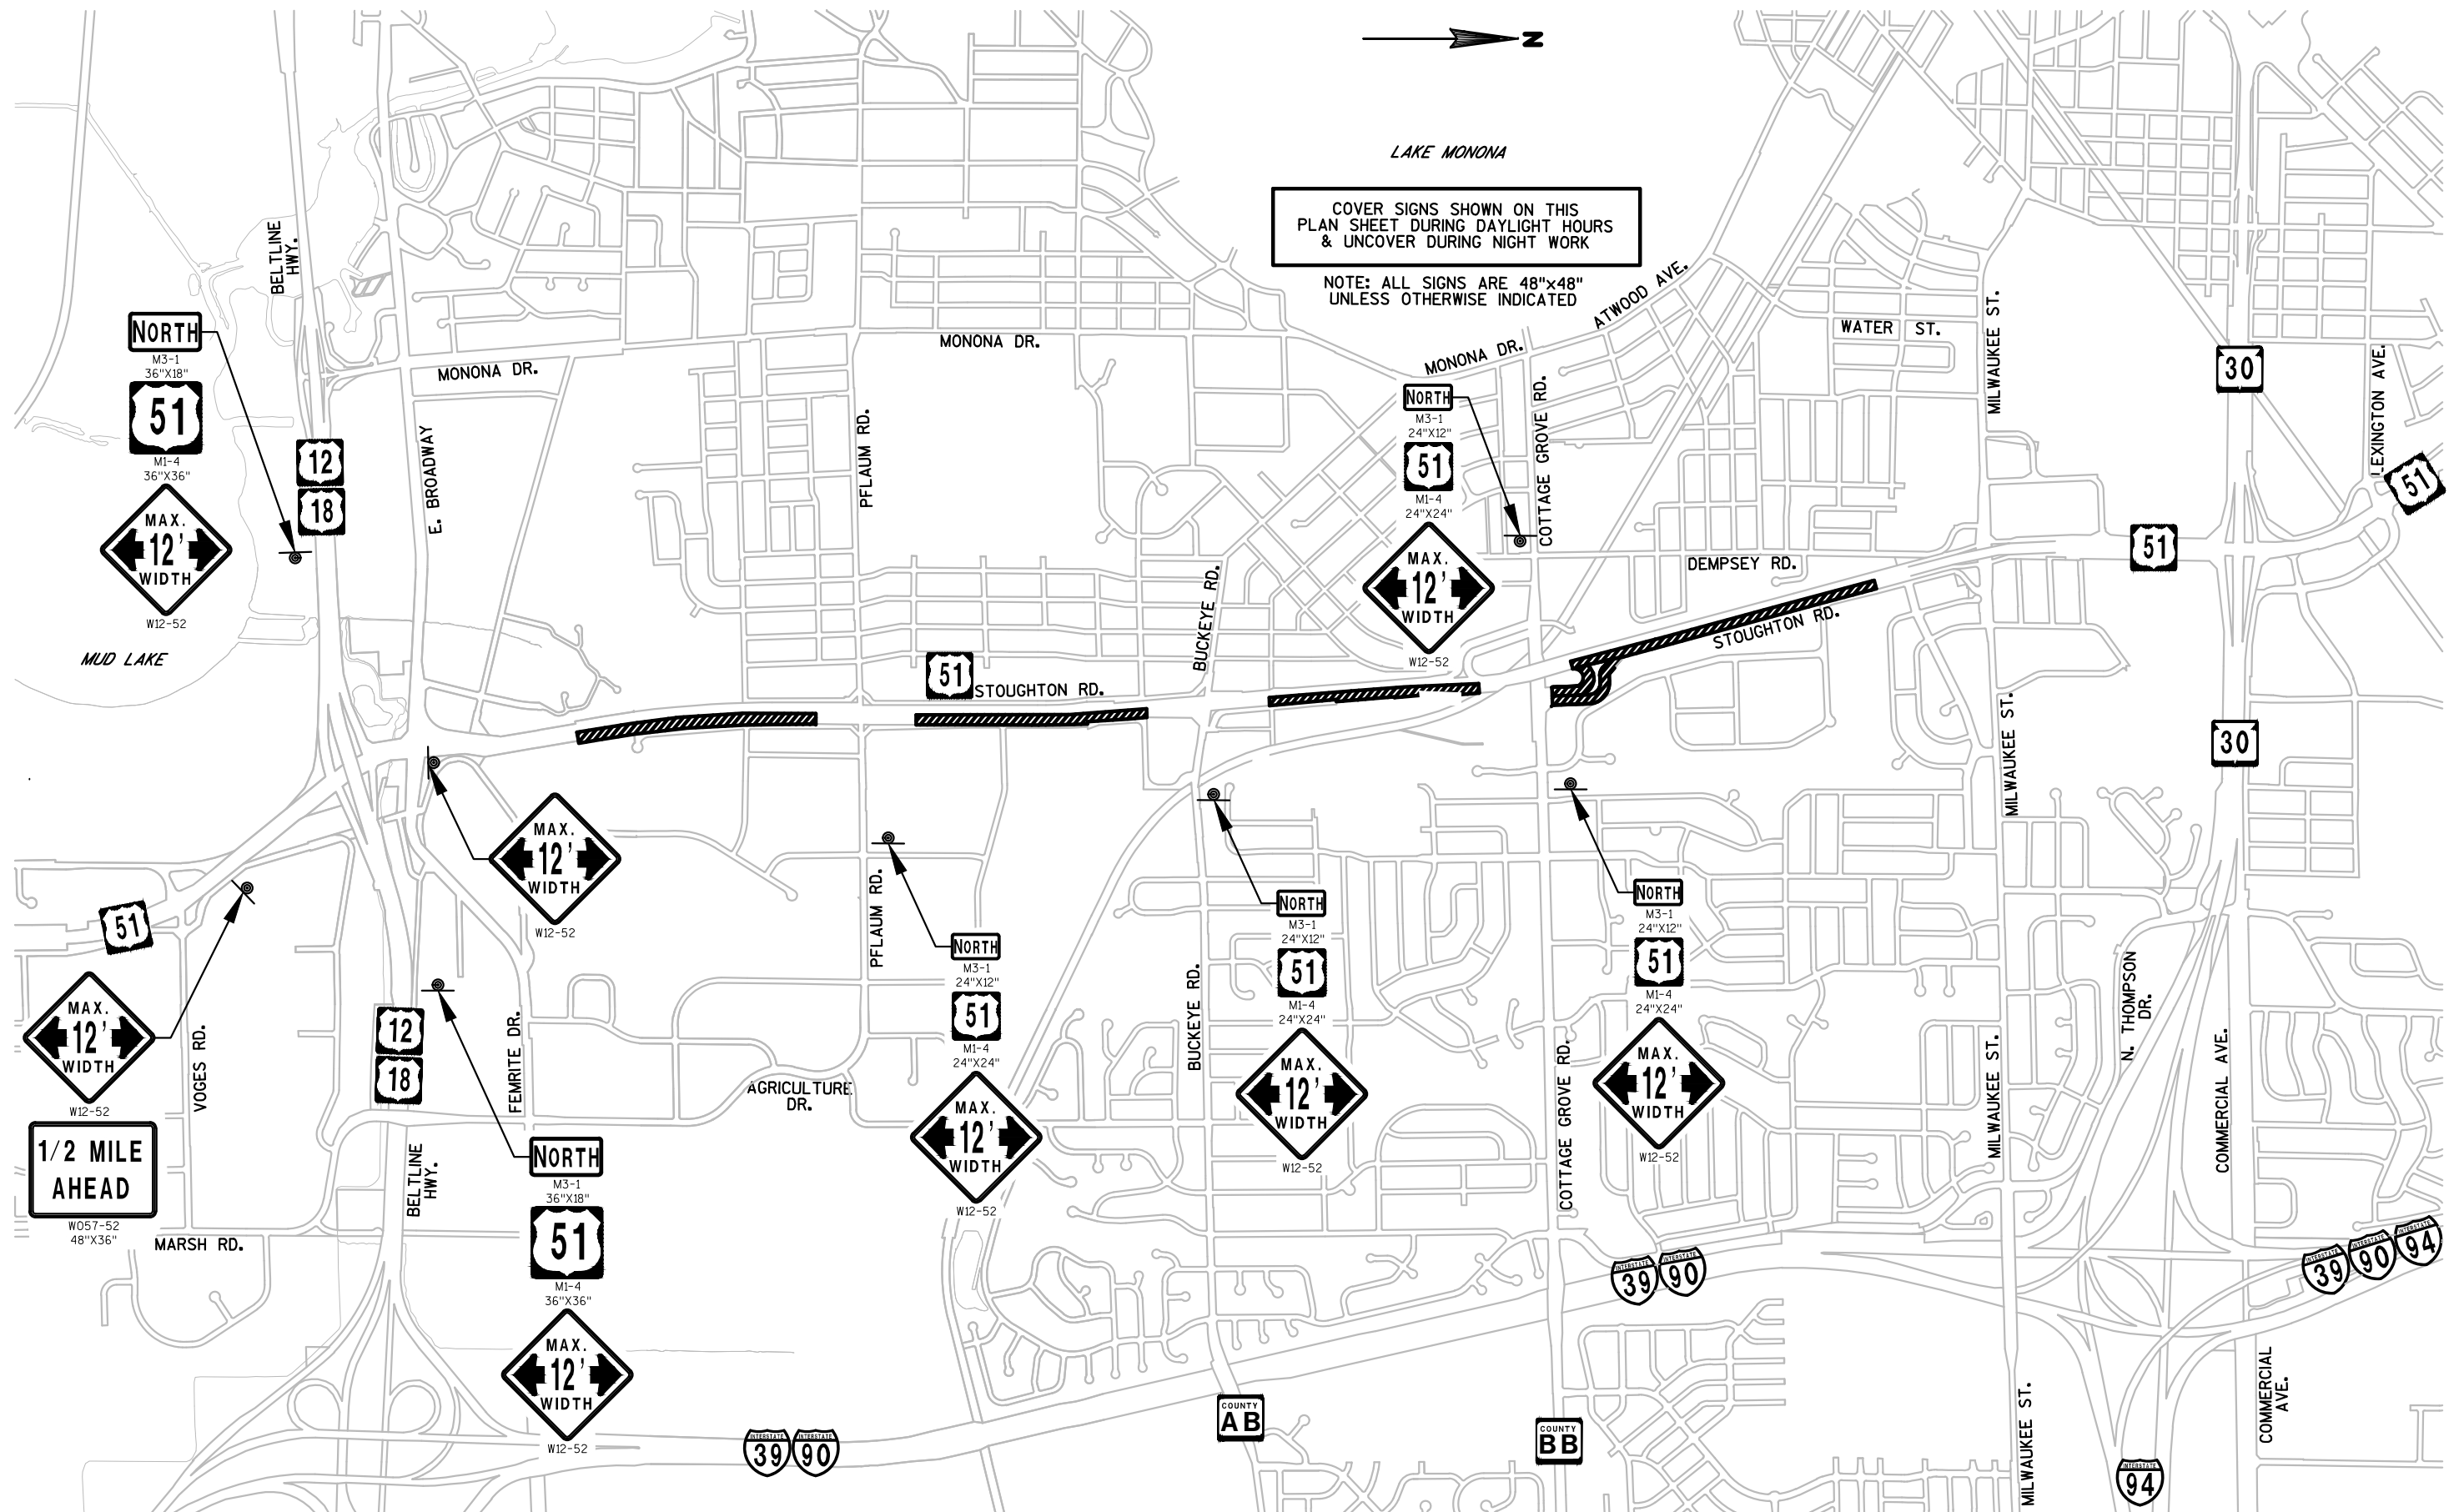 N
LAKE MONONA
COVER SIGNS SHOWN ON THIS
PLAN SHEET DURING DAYLIGHT HOURS
& UNCOVER DURING NIGHT WORK
NOTE: ALL SIGNS ARE 48"x48"
UNLESS OTHERWISE INDICATED
BELTLINE
HWY.
NORTH
M3-1
36"X18"
51
M1-4
36"X36"
MAX.
12'
WIDTH
W12-52
MUD LAKE
12
18
E. BROADWAY
MONONA DR.
MONONA DR.
MONONA DR.
ATWOOD AVE.
WATER ST.
MILWAUKEE ST.
30
LEXINGTON AVE.
51
51
PFLAUM RD.
NORTH
M3-1
24"X12"
51
M1-4
24"X24"
MAX.
12'
WIDTH
W12-52
COTTAGE GROVE RD.
DEMPSEY RD.
STOUGHTON RD.
BUCKEYE RD.
51
STOUGHTON RD.
MILWAUKEE ST.
30
MAX.
12'
WIDTH
W12-52
51
MAX.
12'
WIDTH
W12-52
1/2 MILE
AHEAD
WO57-52
48"X36"
VOGES RD.
MARSH RD.
12
18
BELTLINE
HWY.
FEMRITE DR.
NORTH
M3-1
36"X18"
51
M1-4
36"X36"
MAX.
12'
WIDTH
W12-52
AGRICULTURE
DR.
PFLAUM RD.
NORTH
M3-1
24"X12"
51
M1-4
24"X24"
MAX.
12'
WIDTH
W12-52
BUCKEYE RD.
NORTH
M3-1
24"X12"
51
M1-4
24"X24"
MAX.
12'
WIDTH
W12-52
COTTAGE GROVE RD.
NORTH
M3-1
24"X12"
51
M1-4
24"X24"
MAX.
12'
WIDTH
W12-52
MILWAUKEE ST.
N. THOMPSON
DR.
COMMERCIAL AVE.
INTERSTATE
39
INTERSTATE
90
INTERSTATE
39
INTERSTATE
90
INTERSTATE
94
INTERSTATE
39
INTERSTATE
90
COUNTY
AB
COUNTY
BB
MILWAUKEE ST.
INTERSTATE
94
COMMERCIAL
AVE.